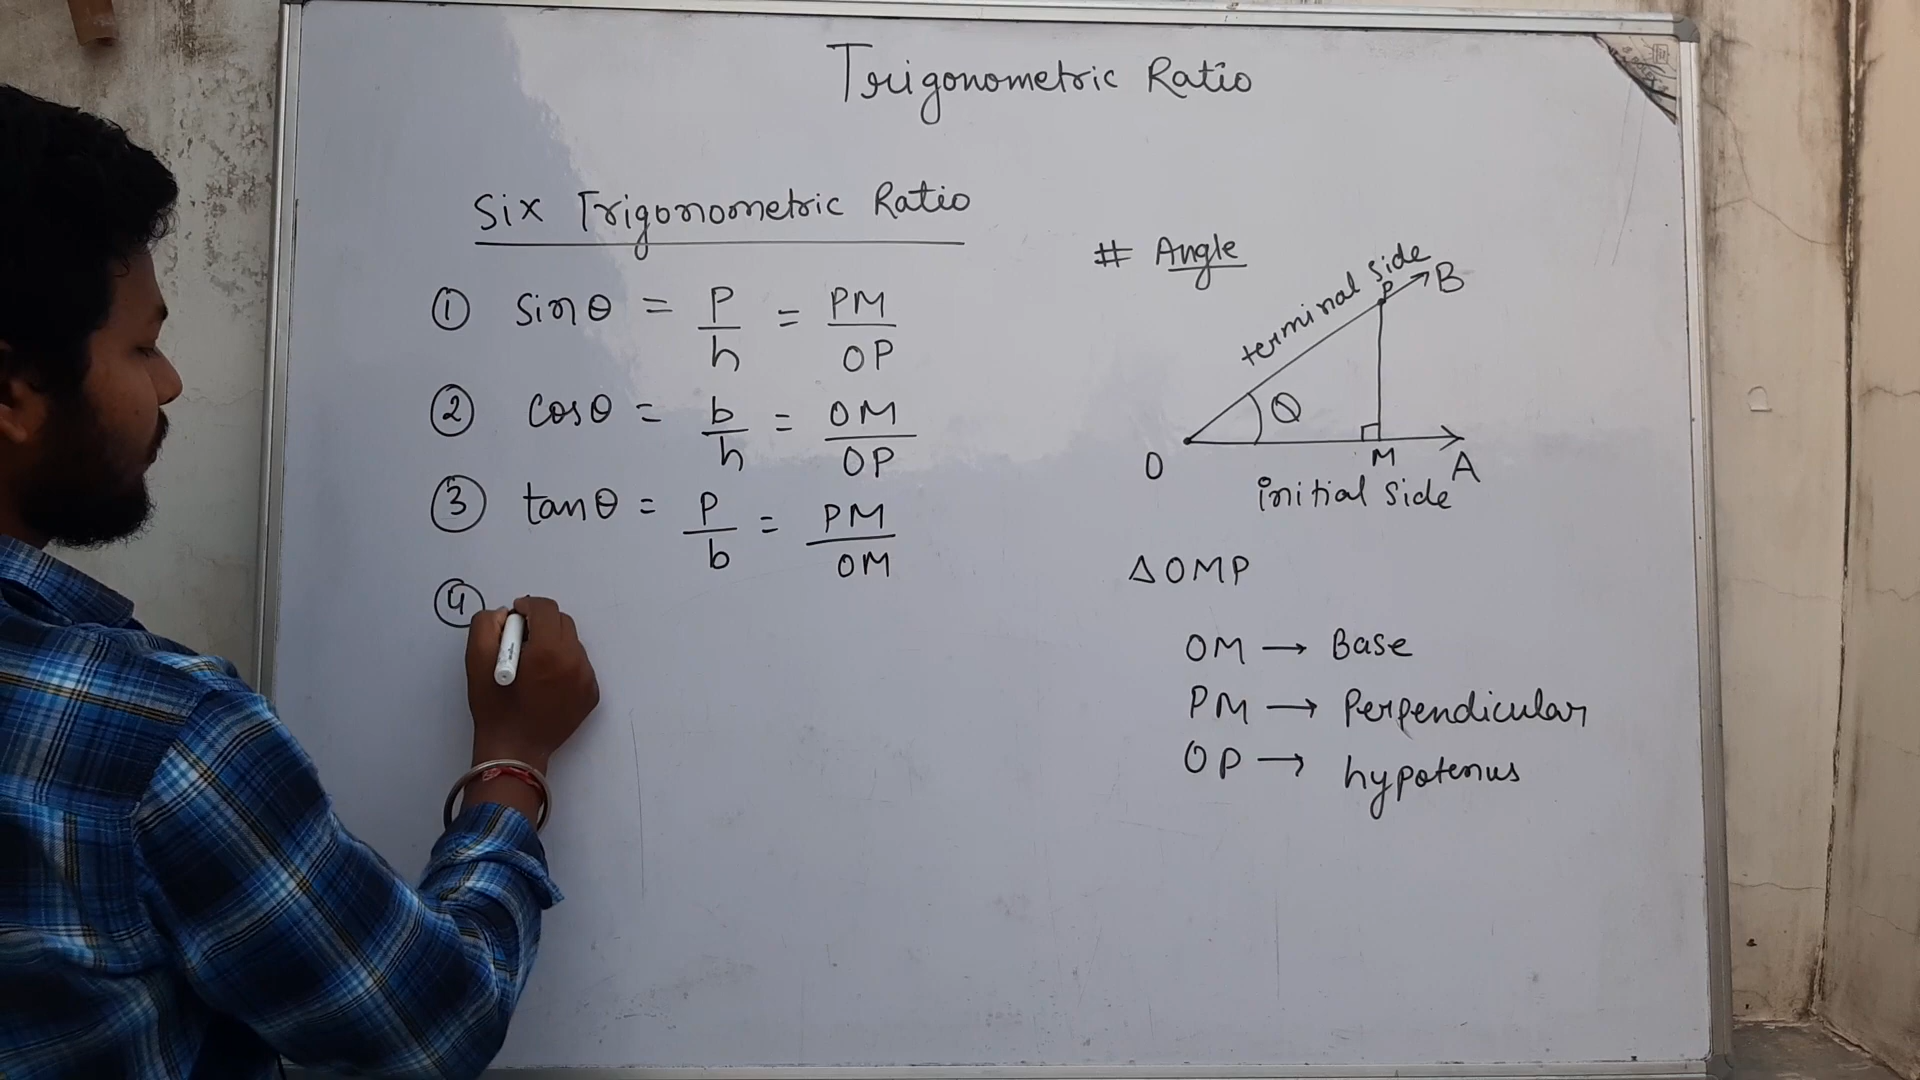 Trigonometric Ratio
Six Trigonometric Ratio
① sinθ = P/h = PM/OP
② cosθ = b/h = OM/OP
③ tanθ = P/b = PM/OM
④
# Angle
terminal side
P
B
θ
O
M
A
initial side
△OMP
OM → Base
PM → Perpendicular
OP → hypotenus